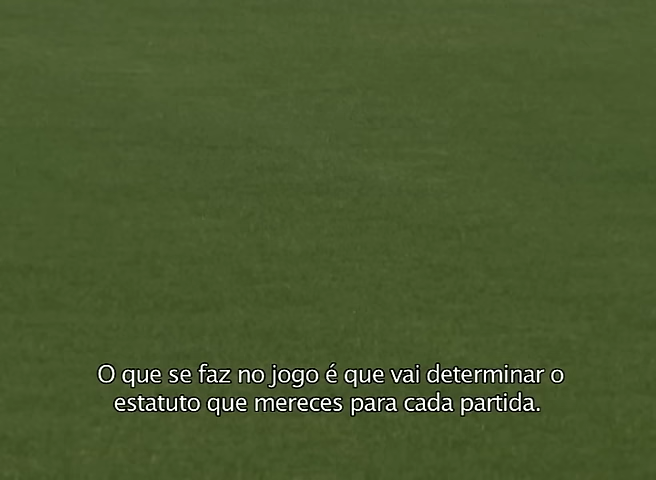 O que se faz no jogo é que vai determinar o
estatuto que mereces para cada partida.